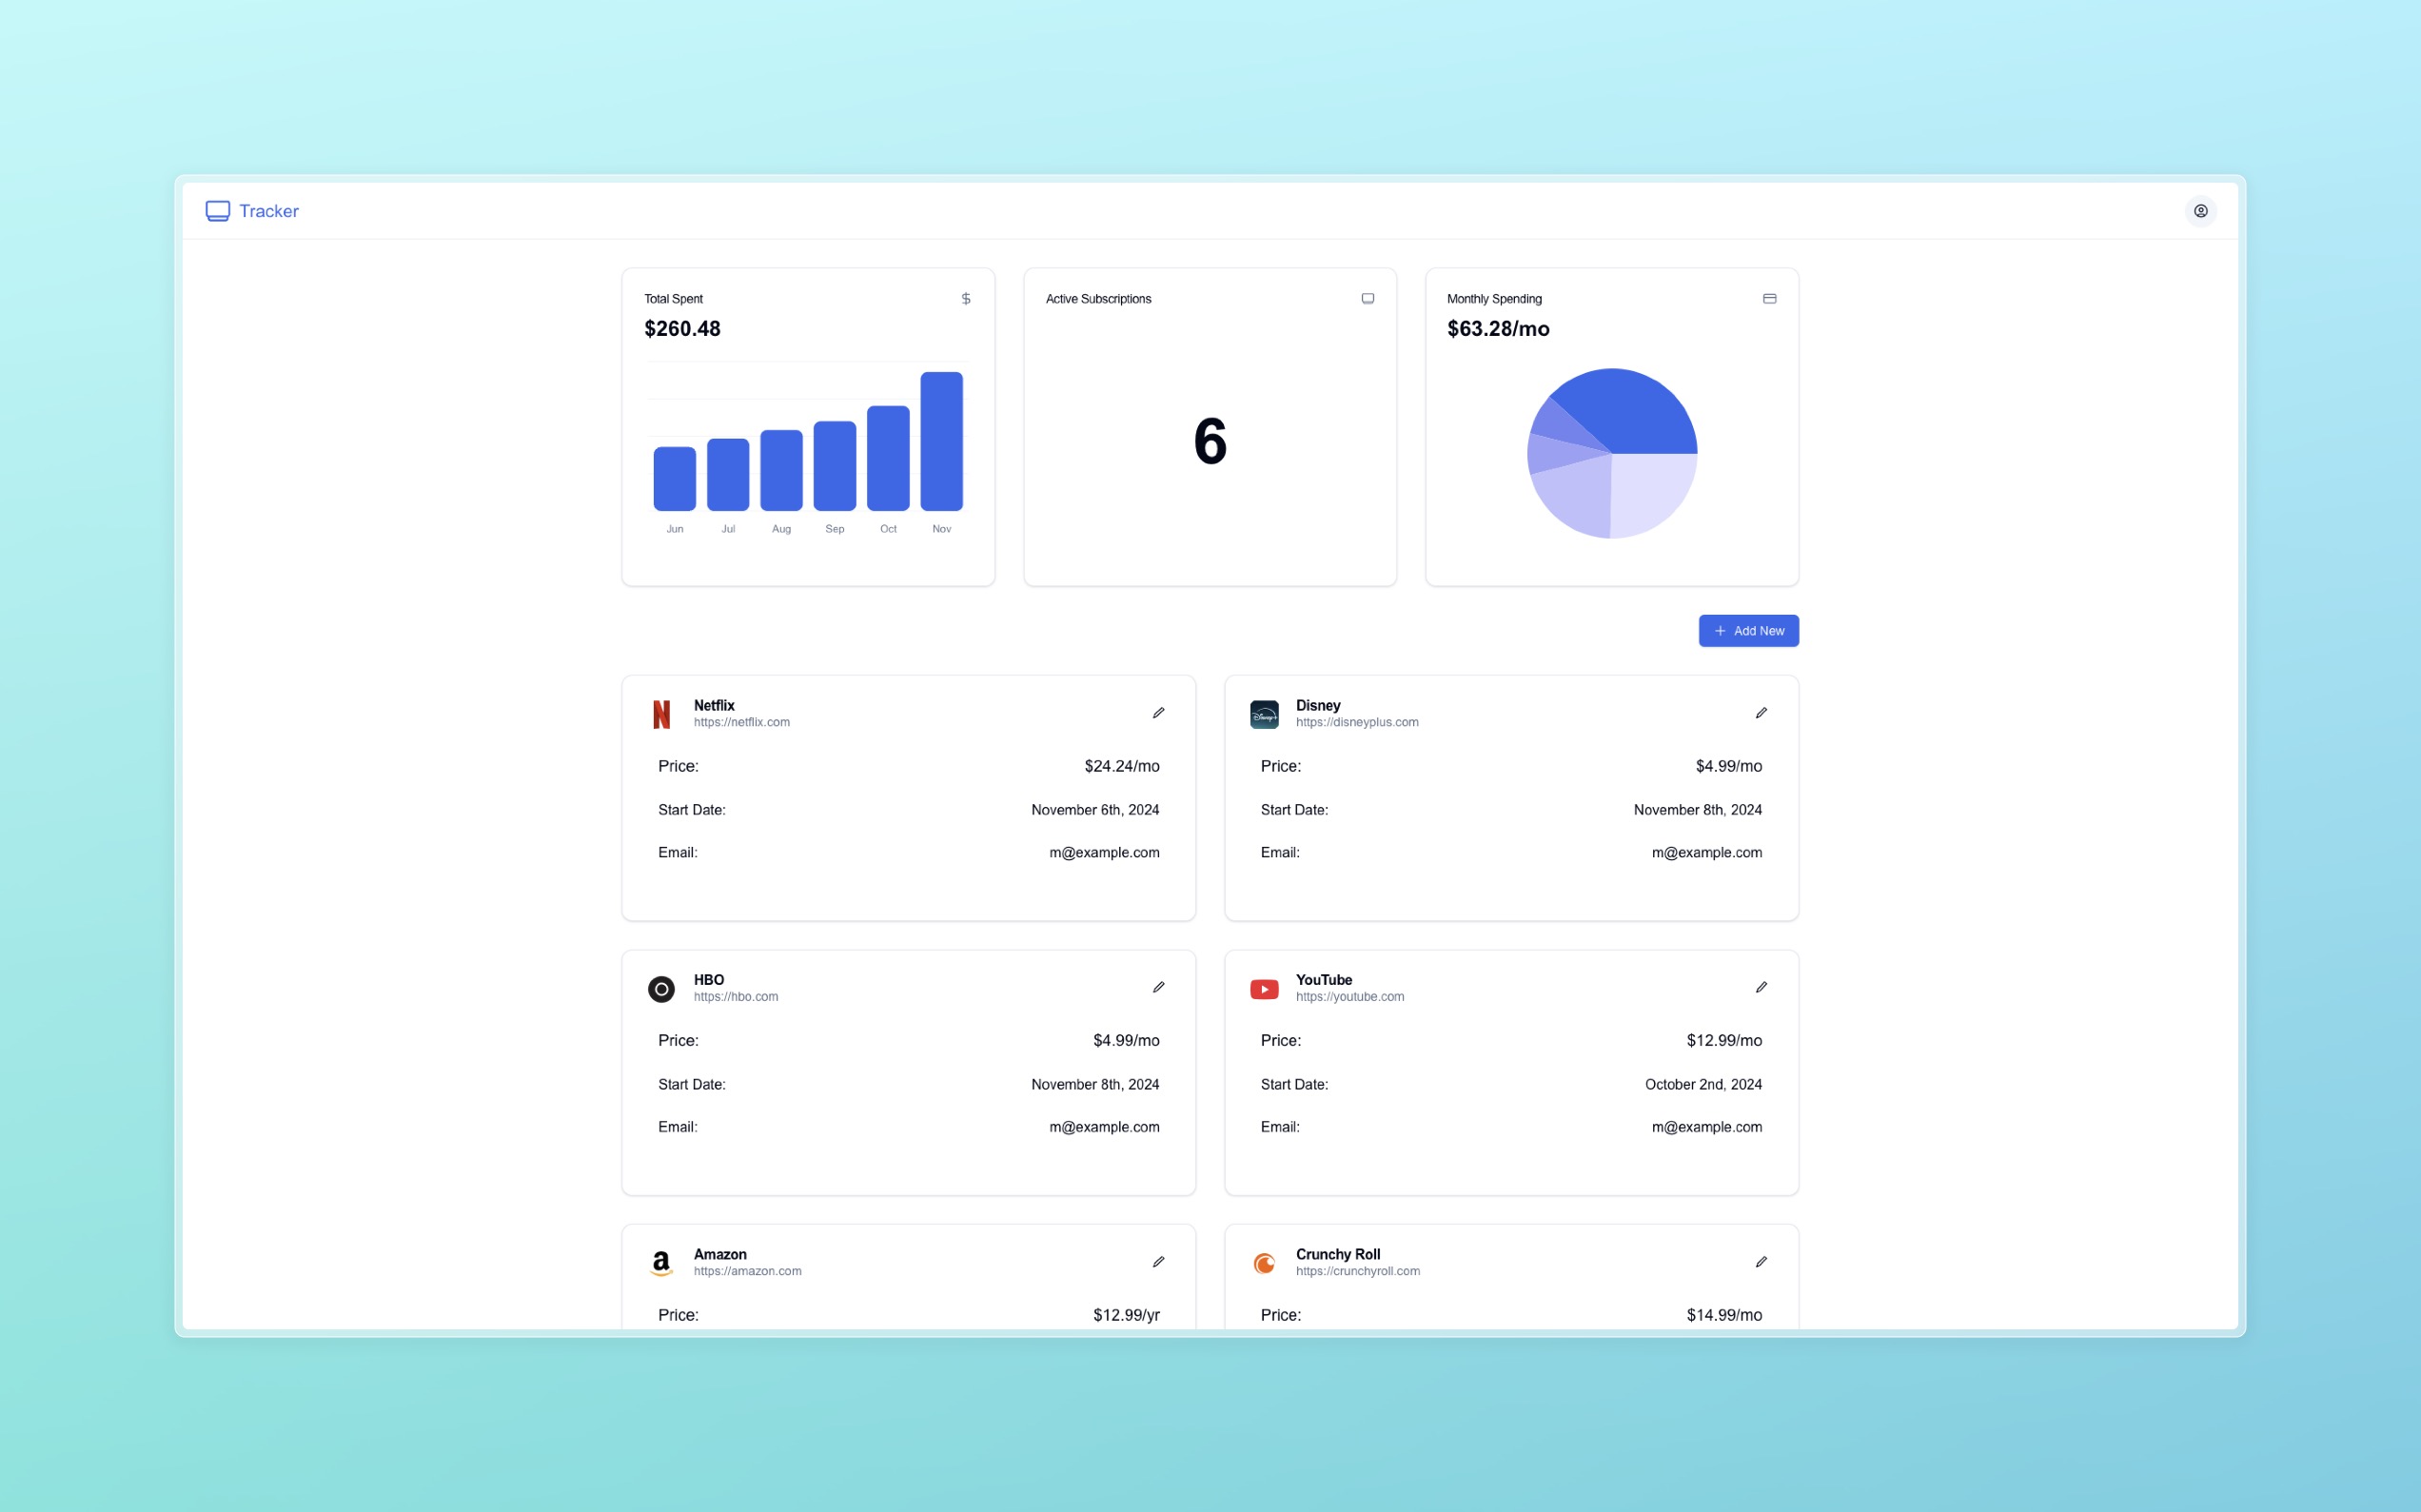 Tracker
Total Spent
$260.48
Jun Jul Aug Sep Oct Nov
Active Subscriptions
6
Monthly Spending
$63.28/mo
Add New
Netflix
https://netflix.com
Price: $24.24/mo
Start Date: November 6th, 2024
Email: m@example.com
Disney
https://disneyplus.com
Price: $4.99/mo
Start Date: November 8th, 2024
Email: m@example.com
HBO
https://hbo.com
Price: $4.99/mo
Start Date: November 8th, 2024
Email: m@example.com
YouTube
https://youtube.com
Price: $12.99/mo
Start Date: October 2nd, 2024
Email: m@example.com
Amazon
https://amazon.com
Price: $12.99/yr
Crunchy Roll
https://crunchyroll.com
Price: $14.99/mo